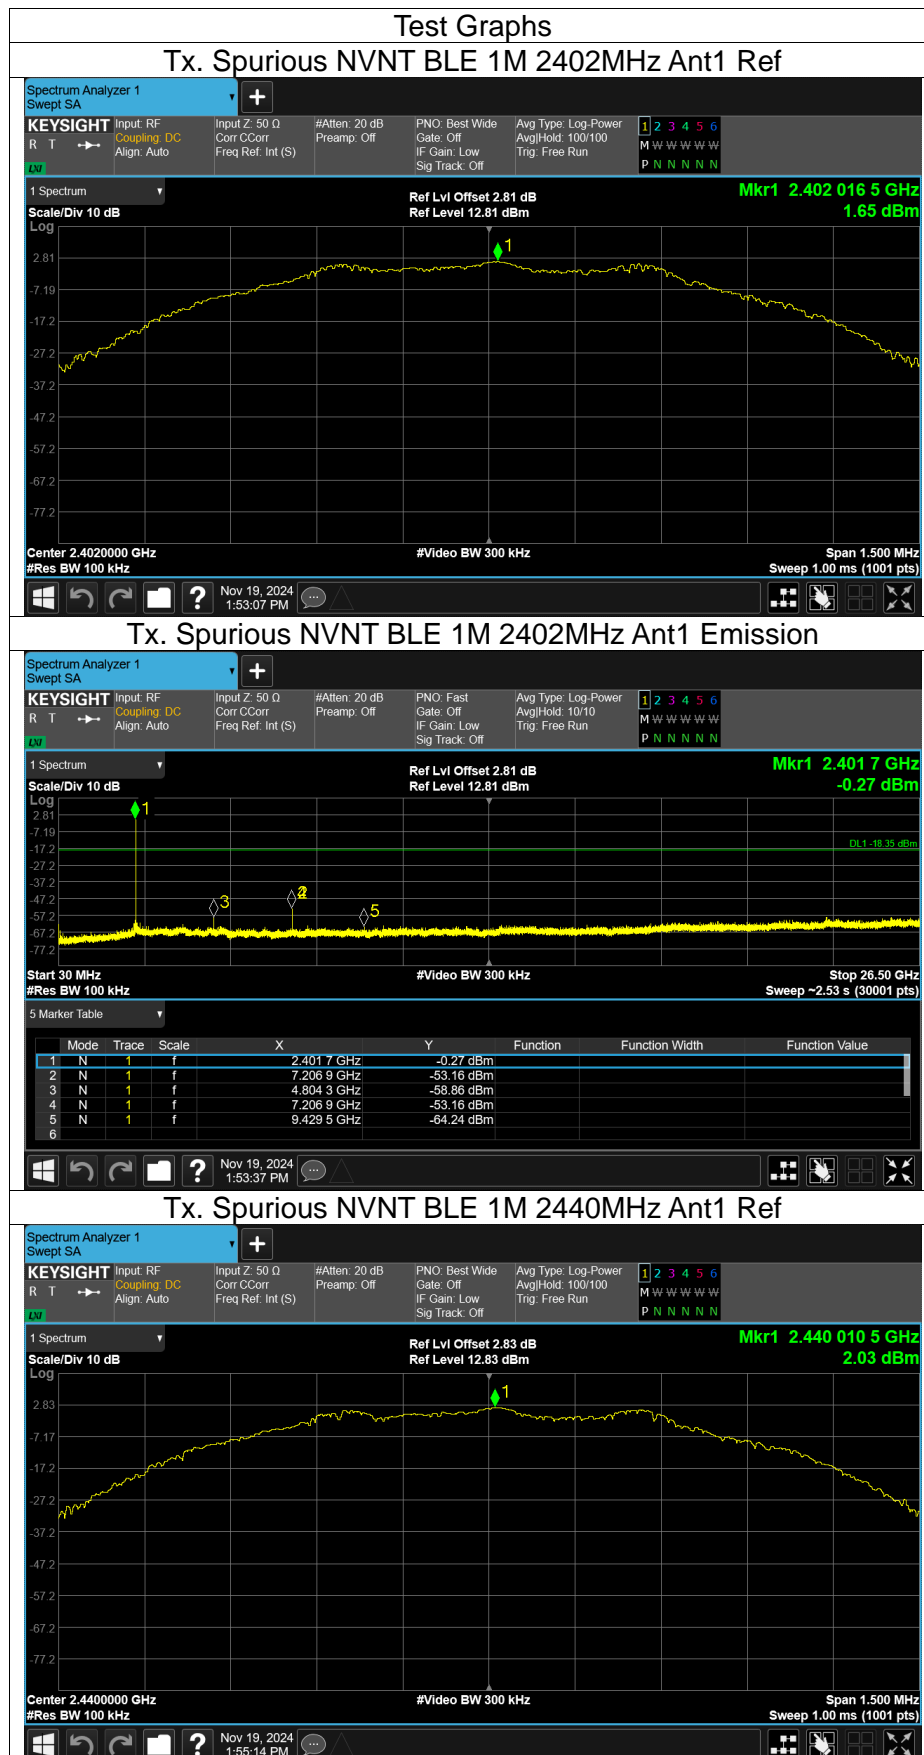 Test Graphs
Tx. Spurious NVNT BLE 1M 2402MHz Ant1 Ref
Spectrum Analyzer 1
Swept SA
+
KEYSIGHT Input: RF Input Z: 50 Ω #Atten: 20 dB PNO: Best Wide Avg Type: Log-Power 1 2 3 4 5 6
R T Coupling: DC Corr CCorr Preamp: Off Gate: Off Avg|Hold: 100/100 M W W W W W
Align: Auto Freq Ref: Int (S) IF Gain: Low Trig: Free Run
LXI Sig Track: Off P N N N N N
1 Spectrum Ref Lvl Offset 2.81 dB Mkr1 2.402 016 5 GHz
Scale/Div 10 dB Ref Level 12.81 dBm 1.65 dBm
Log
1
2.81
-7.19
-17.2
-27.2
-37.2
-47.2
-57.2
-67.2
-77.2
Center 2.4020000 GHz #Video BW 300 kHz Span 1.500 MHz
#Res BW 100 kHz Sweep 1.00 ms (1001 pts)
? Nov 19, 2024
1:53:07 PM
Tx. Spurious NVNT BLE 1M 2402MHz Ant1 Emission
Spectrum Analyzer 1
Swept SA
+
KEYSIGHT Input: RF Input Z: 50 Ω #Atten: 20 dB PNO: Fast Avg Type: Log-Power 1 2 3 4 5 6
R T Coupling: DC Corr CCorr Preamp: Off Gate: Off Avg|Hold: 10/10 M W W W W W
Align: Auto Freq Ref: Int (S) IF Gain: Low Trig: Free Run
LXI Sig Track: Off P N N N N N
1 Spectrum Ref Lvl Offset 2.81 dB Mkr1 2.401 7 GHz
Scale/Div 10 dB Ref Level 12.81 dBm -0.27 dBm
Log
1
2.81
-7.19
-17.2 DL1 -18.35 dBm
-27.2
-37.2
-47.2
3
5
-57.2
-67.2
-77.2
Start 30 MHz #Video BW 300 kHz Stop 26.50 GHz
#Res BW 100 kHz Sweep ~2.53 s (30001 pts)
5 Marker Table
Mode Trace Scale X Y Function Function Width Function Value
1 N 1 f 2.401 7 GHz -0.27 dBm
2 N 1 f 7.206 9 GHz -53.16 dBm
3 N 1 f 4.804 3 GHz -58.86 dBm
4 N 1 f 7.206 9 GHz -53.16 dBm
5 N 1 f 9.429 5 GHz -64.24 dBm
6
? Nov 19, 2024
1:53:37 PM
Tx. Spurious NVNT BLE 1M 2440MHz Ant1 Ref
Spectrum Analyzer 1
Swept SA
+
KEYSIGHT Input: RF Input Z: 50 Ω #Atten: 20 dB PNO: Best Wide Avg Type: Log-Power 1 2 3 4 5 6
R T Coupling: DC Corr CCorr Preamp: Off Gate: Off Avg|Hold: 100/100 M W W W W W
Align: Auto Freq Ref: Int (S) IF Gain: Low Trig: Free Run
LXI Sig Track: Off P N N N N N
1 Spectrum Ref Lvl Offset 2.83 dB Mkr1 2.440 010 5 GHz
Scale/Div 10 dB Ref Level 12.83 dBm 2.03 dBm
Log
1
2.83
-7.17
-17.2
-27.2
-37.2
-47.2
-57.2
-67.2
-77.2
Center 2.4400000 GHz #Video BW 300 kHz Span 1.500 MHz
#Res BW 100 kHz Sweep 1.00 ms (1001 pts)
? Nov 19, 2024
1:55:14 PM